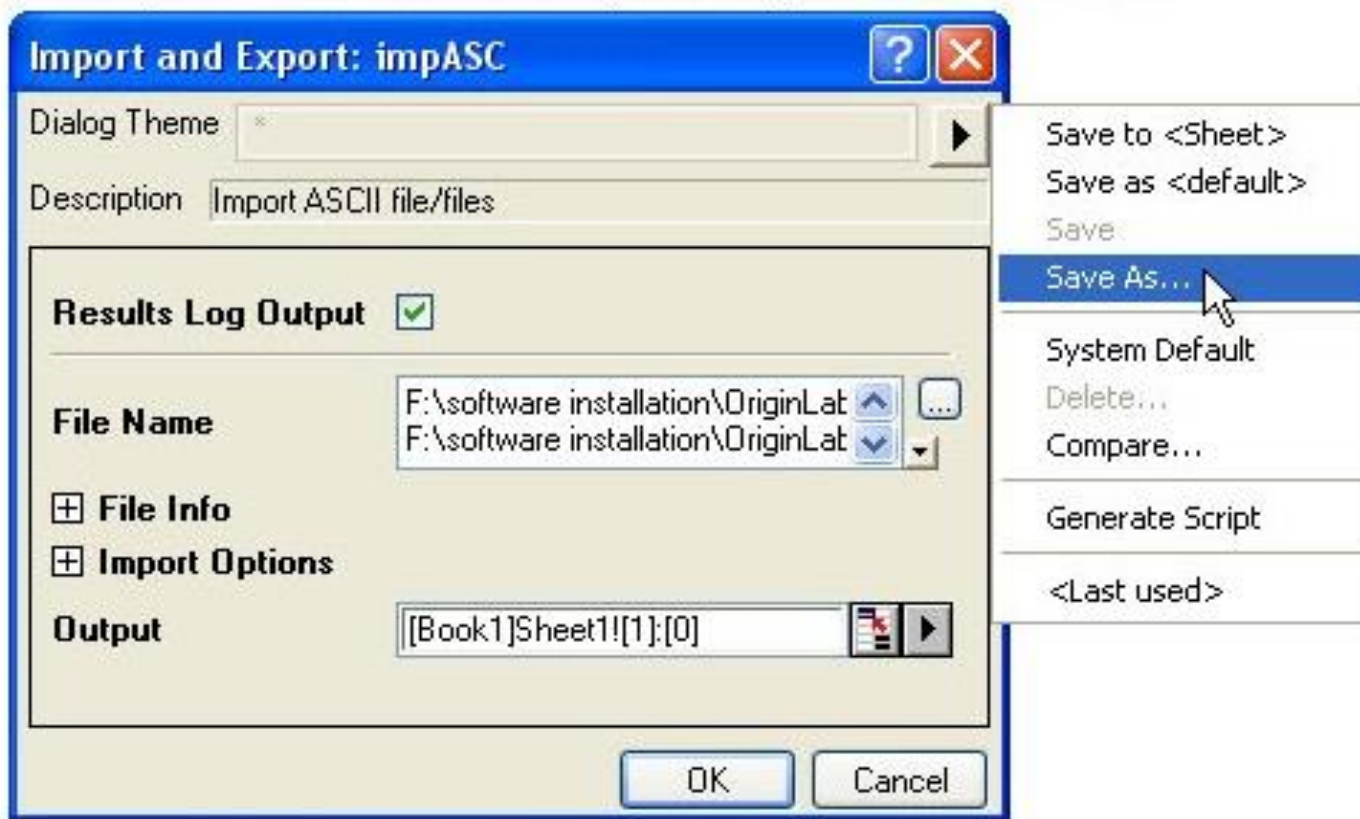 Import and Export: impASC
Dialog Theme *
Description Import ASCII file/files
Results Log Output
File Name
F:\software installation\OriginLab
F:\software installation\OriginLab
File Info
Import Options
Output [Book1]Sheet1![1]:[0]
OK Cancel
Save to <Sheet>
Save as <default>
Save
Save As...
System Default
Delete...
Compare...
Generate Script
<Last used>